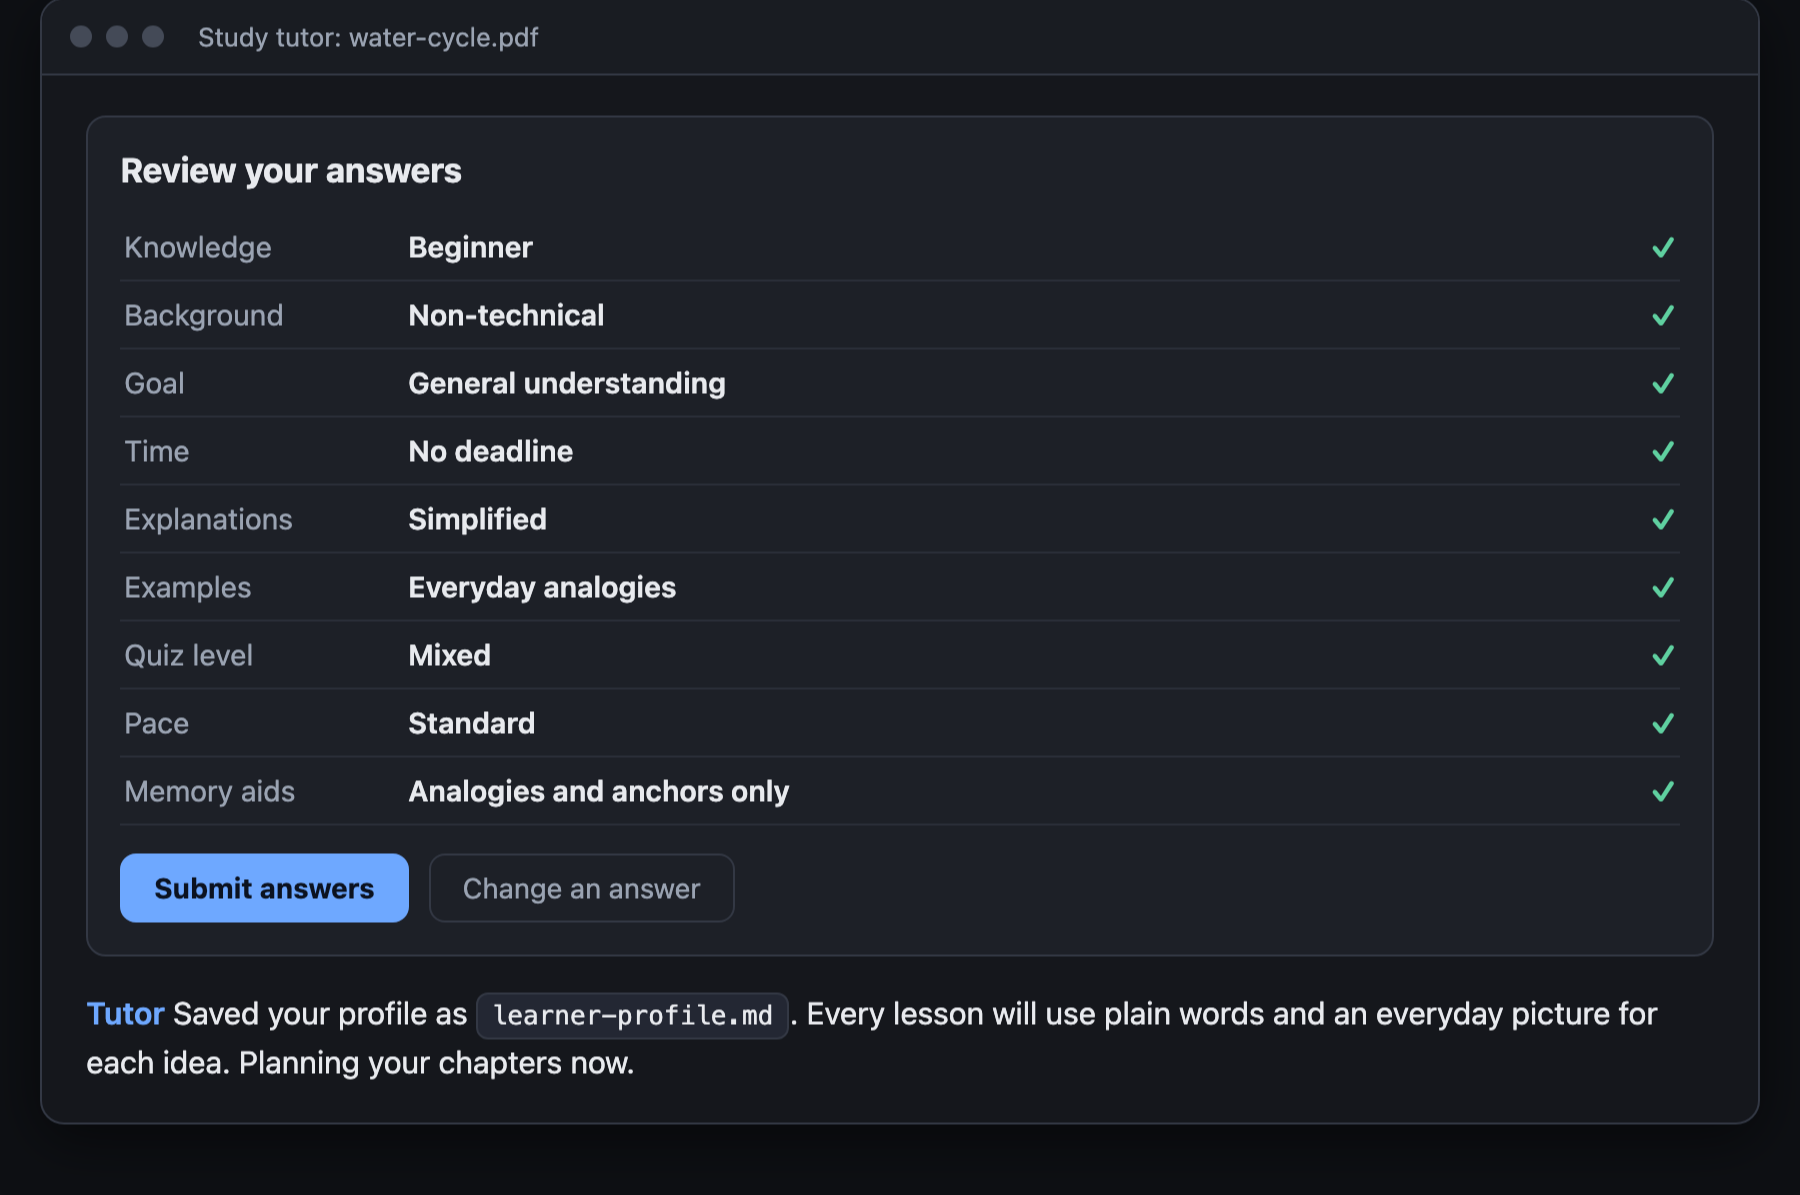 Study tutor: water-cycle.pdf
Review your answers
Knowledge Beginner
Background Non-technical
Goal General understanding
Time No deadline
Explanations Simplified
Examples Everyday analogies
Quiz level Mixed
Pace Standard
Memory aids Analogies and anchors only
Submit answers Change an answer
Tutor Saved your profile as learner-profile.md. Every lesson will use plain words and an everyday picture for
each idea. Planning your chapters now.